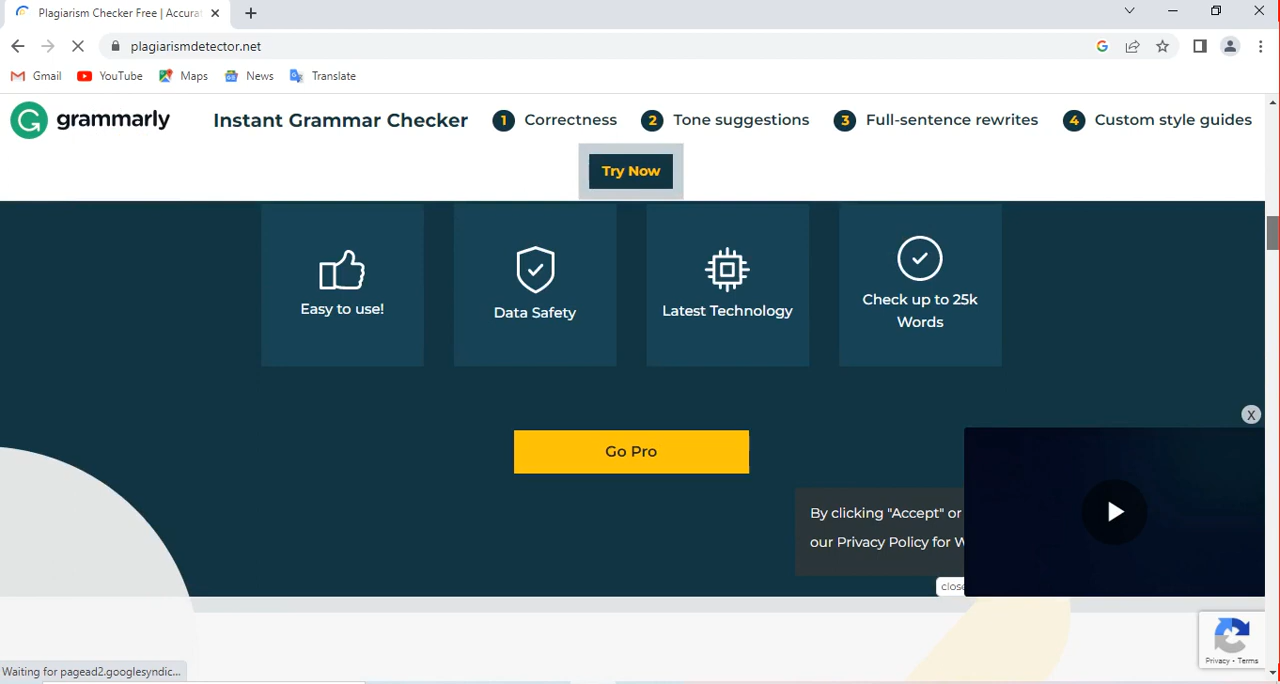 Plagiarism Checker Free | Accura
plagiarismdetector.net
Gmail
YouTube
Maps
News
Translate
grammarly
Instant Grammar Checker
1 Correctness
2 Tone suggestions
3 Full-sentence rewrites
4 Custom style guides
Try Now
Easy to use!
Data Safety
Latest Technology
Check up to 25k
Words
Go Pro
X
By clicking "Accept" or
our Privacy Policy for W
close
Privacy - Terms
Waiting for pagead2.googlesyndic...